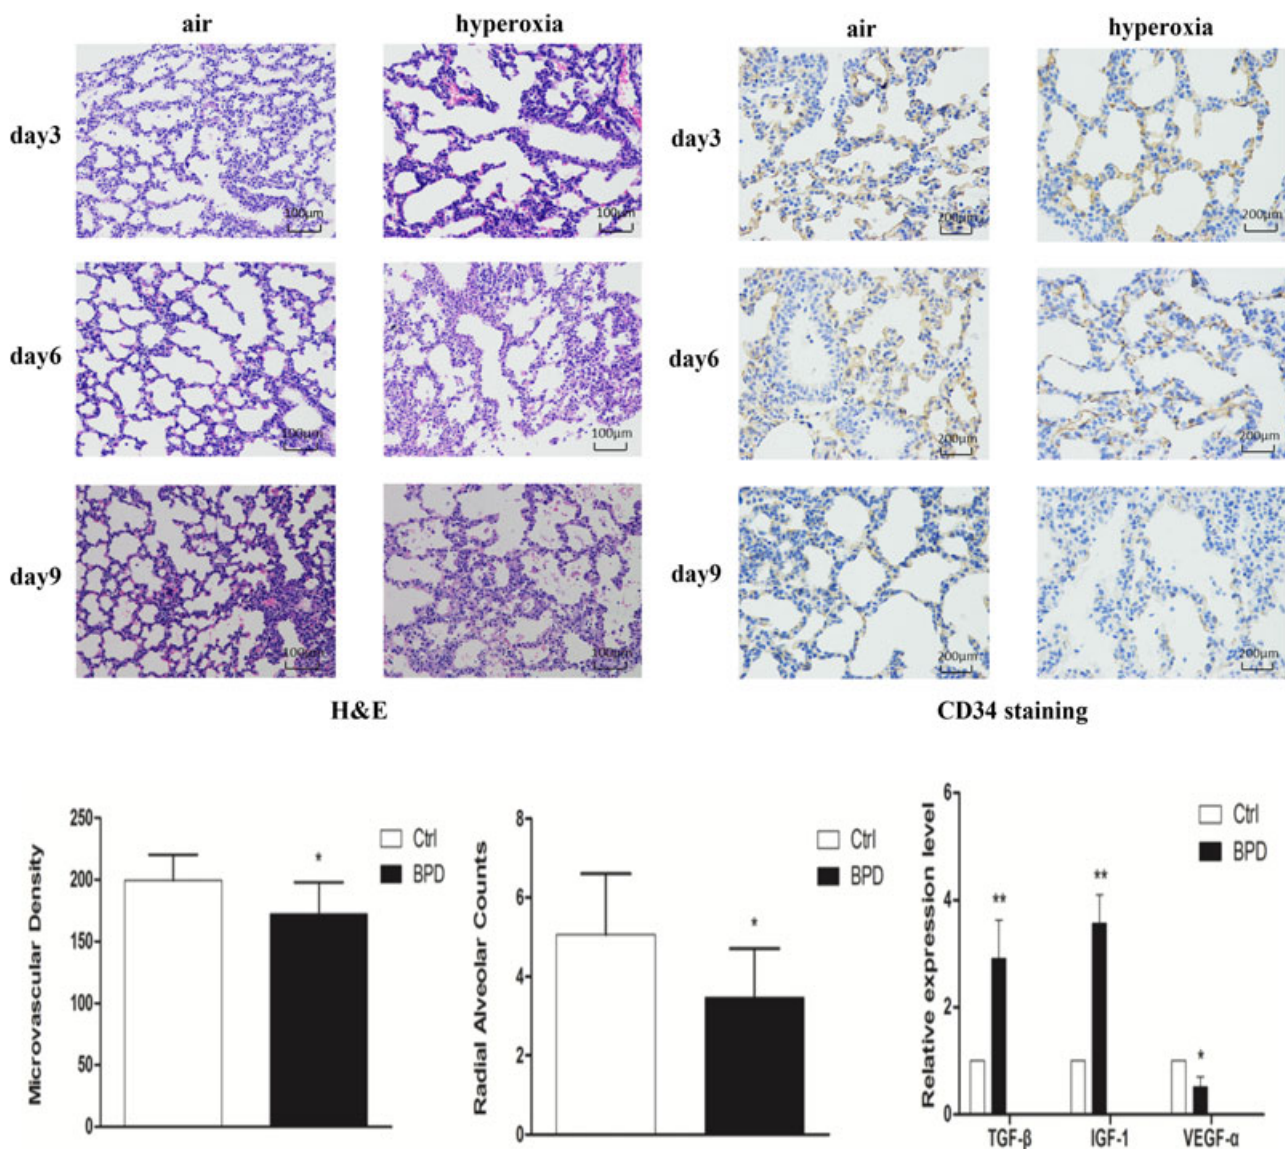 air hyperoxia air hyperoxia
day3 100μm 100μm day3 200μm 200μm
day6 100μm 100μm day6 200μm 200μm
day9 100μm 100μm day9 200μm 200μm
H&E CD34 staining
Microvascular Density
250
200
150
100
50
0
*
Ctrl
BPD
Radial Alveolar Counts
8
6
4
2
0
*
Ctrl
BPD
Relative expression level
6
4
2
0
** ** *
Ctrl
BPD
TGF-β IGF-1 VEGF-α